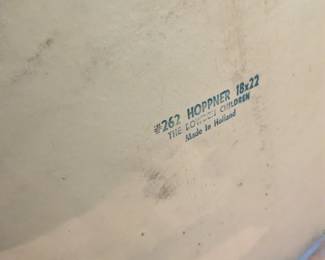 #262 HOPPNER 18x22
THE CHILDREN
Made in Holland